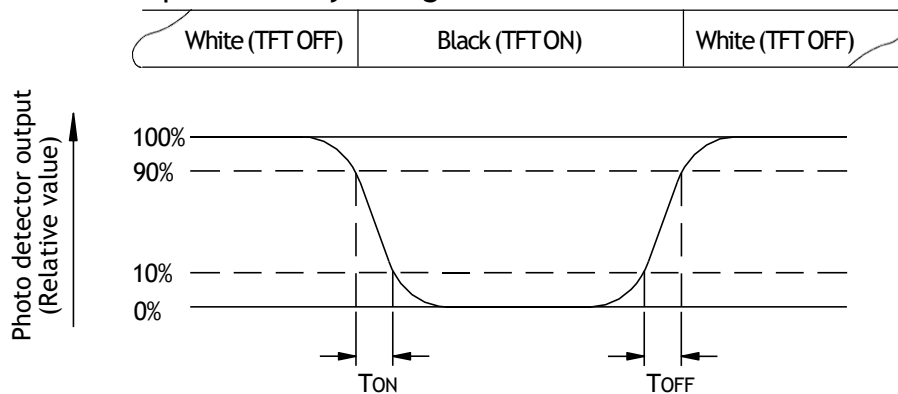 White (TFT OFF) Black (TFT ON) White (TFT OFF)
Photo detector output
(Relative value)
100%
90%
10%
0%
TON TOFF